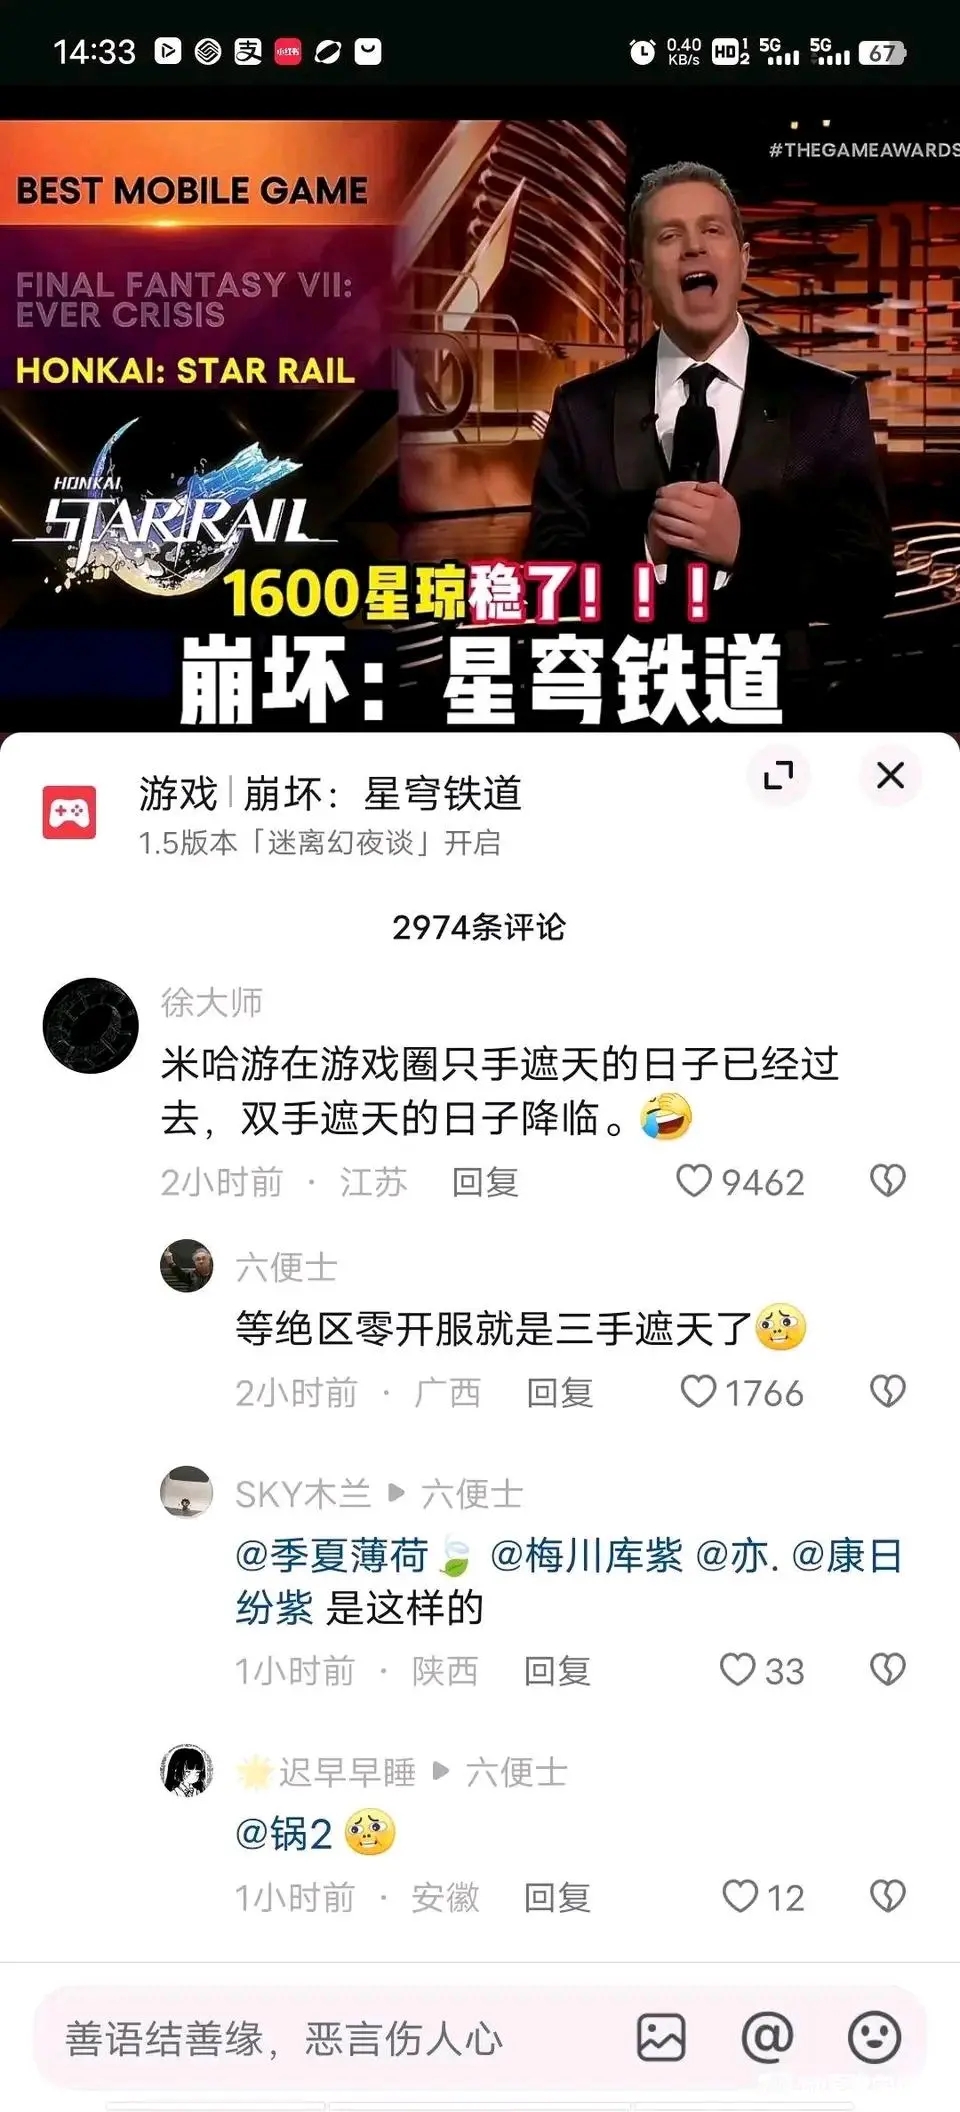 14:33
支
小红书
0.40
KB/s
HD 1 2
5G
5G
67
#THEGAMEAWARDS
BEST MOBILE GAME
FINAL FANTASY VII:
EVER CRISIS
HONKAI: STAR RAIL
HONKAI
STAR RAIL
1600星琼稳了！！！
崩坏：星穹铁道
游戏|崩坏：星穹铁道
1.5版本「迷离幻夜谈」开启
2974条评论
徐大师
米哈游在游戏圈只手遮天的日子已经过
去，双手遮天的日子降临。🤣
2小时前 · 江苏 回复 9462
六便士
等绝区零开服就是三手遮天了
2小时前 · 广西 回复 1766
SKY木兰 ▶ 六便士
@季夏薄荷🍃 @梅川库紫 @亦. @康日
纷紫 是这样的
1小时前 · 陕西 回复 33
🌟迟早早睡 ▶ 六便士
@锅2
1小时前 · 安徽 回复 12
善语结善缘，恶言伤人心
@